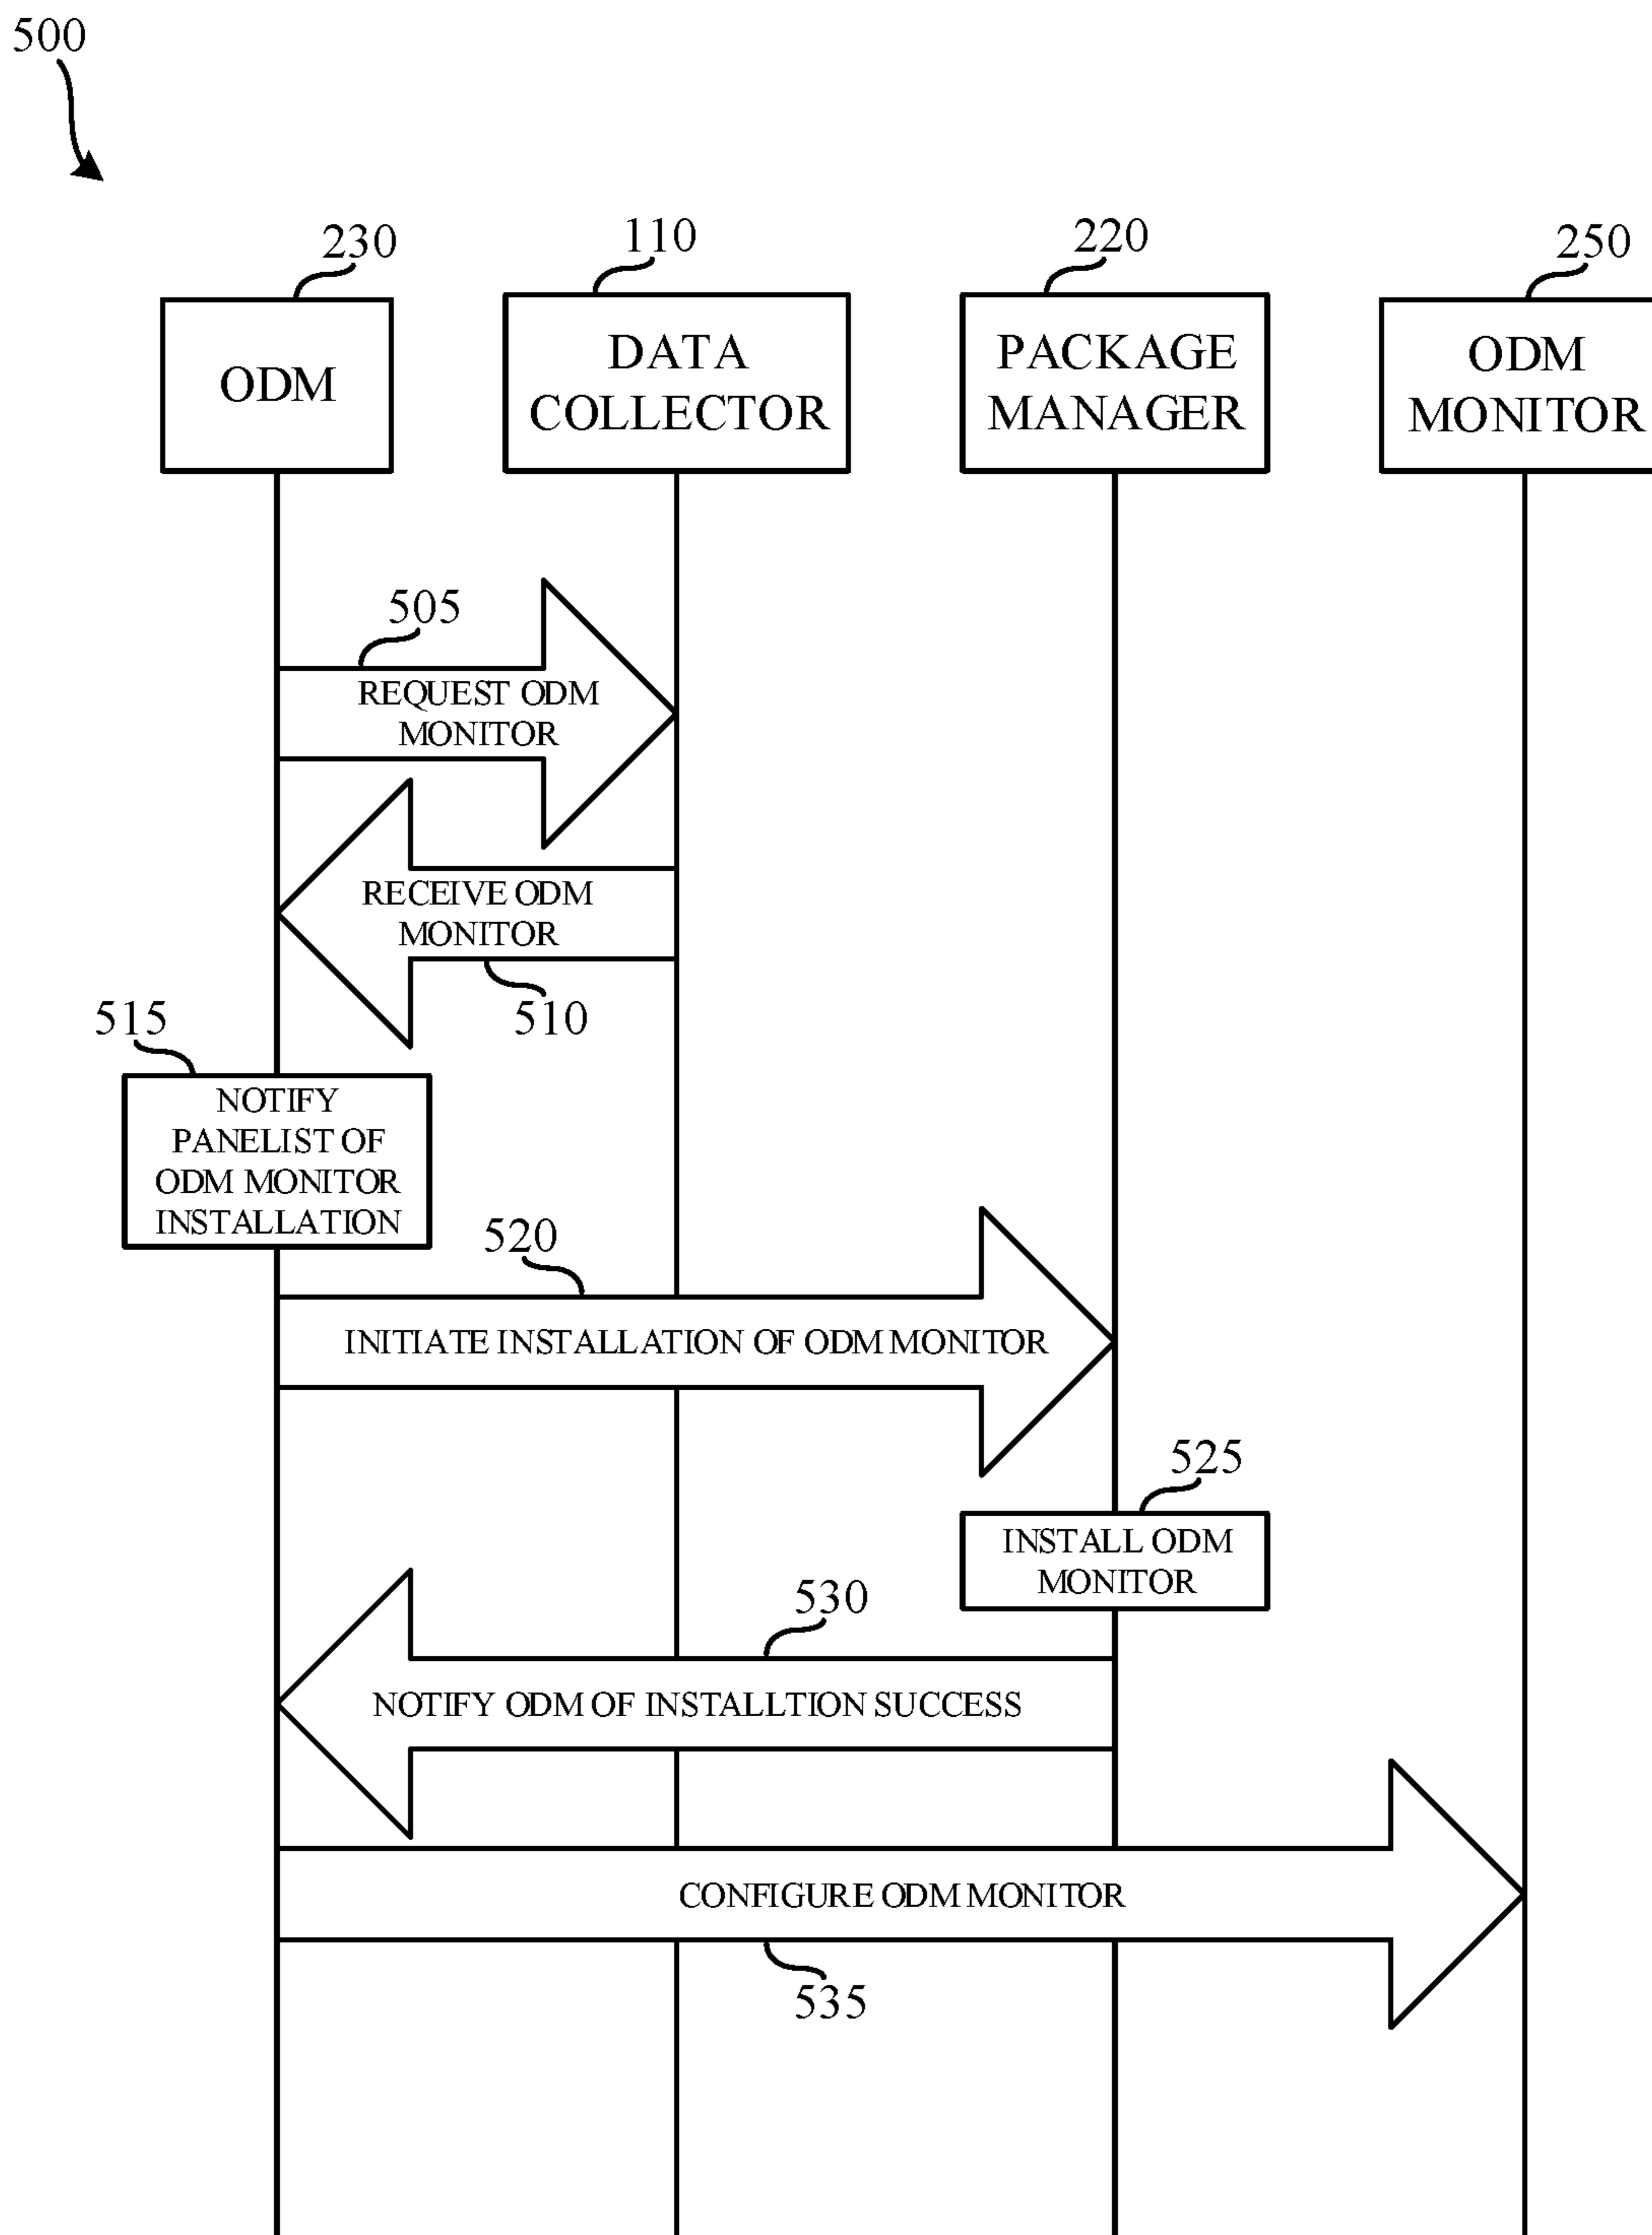 500
230
110
220
250
ODM
DATA
COLLECTOR
PACKAGE
MANAGER
ODM
MONITOR
505
REQUEST ODM
MONITOR
RECEIVE ODM
MONITOR
510
515
NOTIFY
PANELIST OF
ODM MONITOR
INSTALLATION
520
INITIATE INSTALLATION OF ODM MONITOR
525
INSTALL ODM
MONITOR
530
NOTIFY ODM OF INSTALLTION SUCCESS
CONFIGURE ODM MONITOR
535